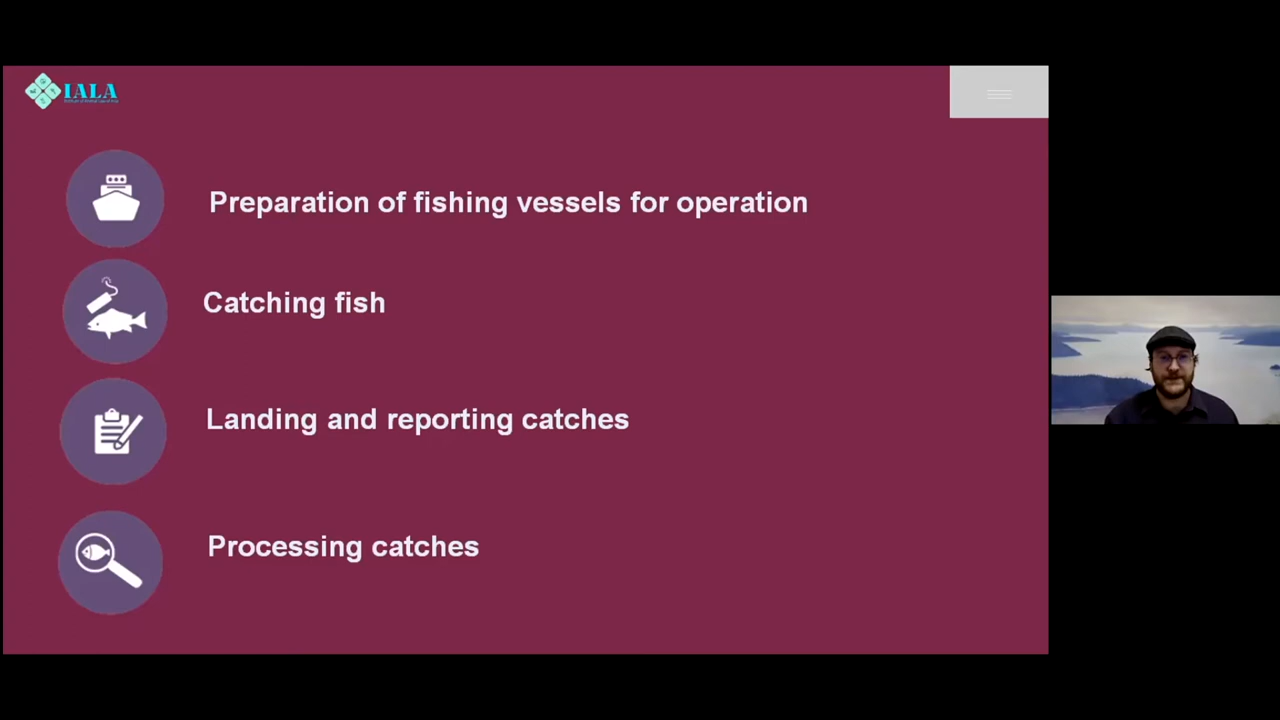 IALA
Preparation of fishing vessels for operation
Catching fish
Landing and reporting catches
Processing catches